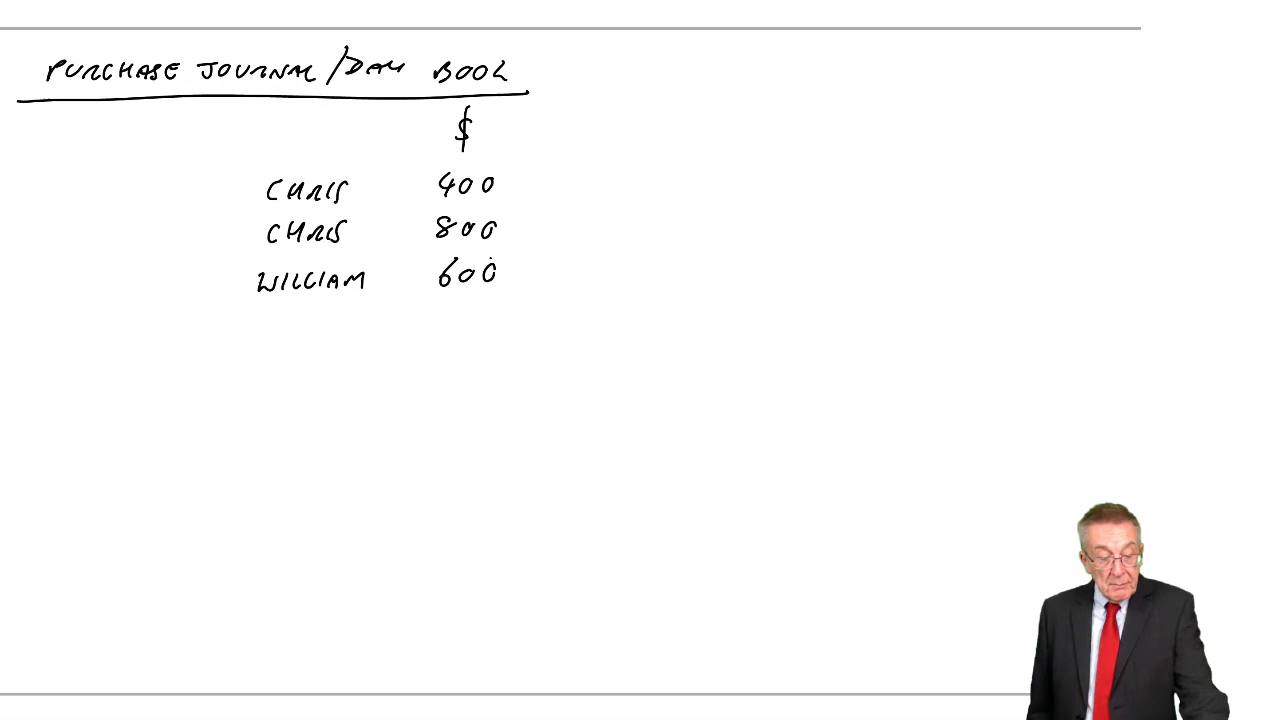 PURCHASE JOURNAL/DAY BOOK
$
CHRIS 400
CHRIS 800
WILLIAM 600